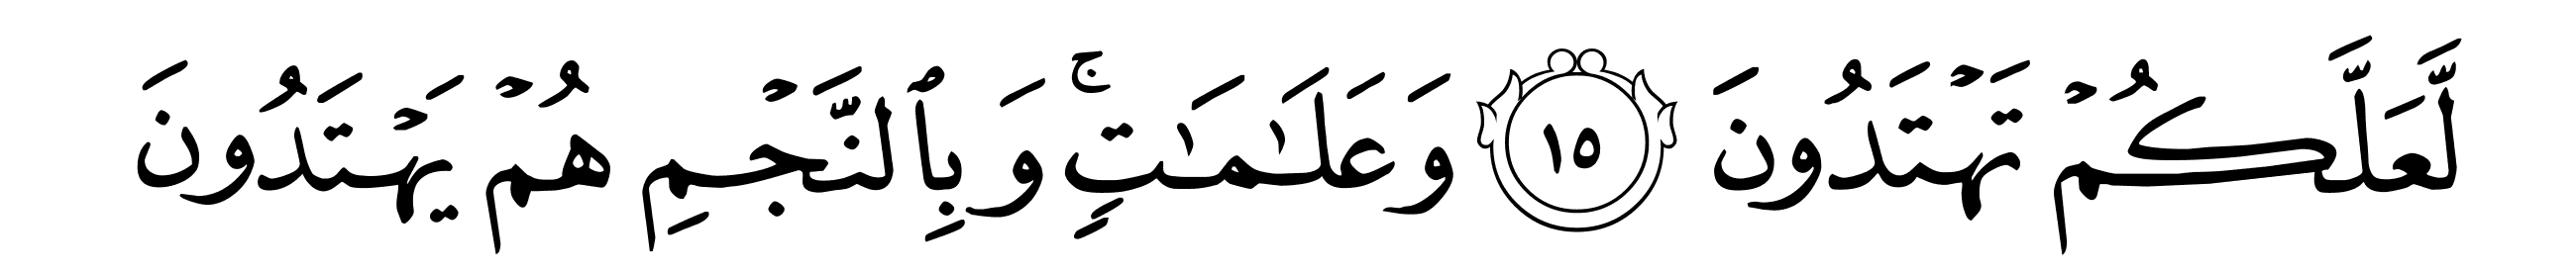 لَّعَلَّكُمْ تَهْتَدُونَ ١٥ وَعَلَـٰمَـٰتٍۚ وَبِٱلنَّجْمِ هُمْ يَهْتَدُونَ